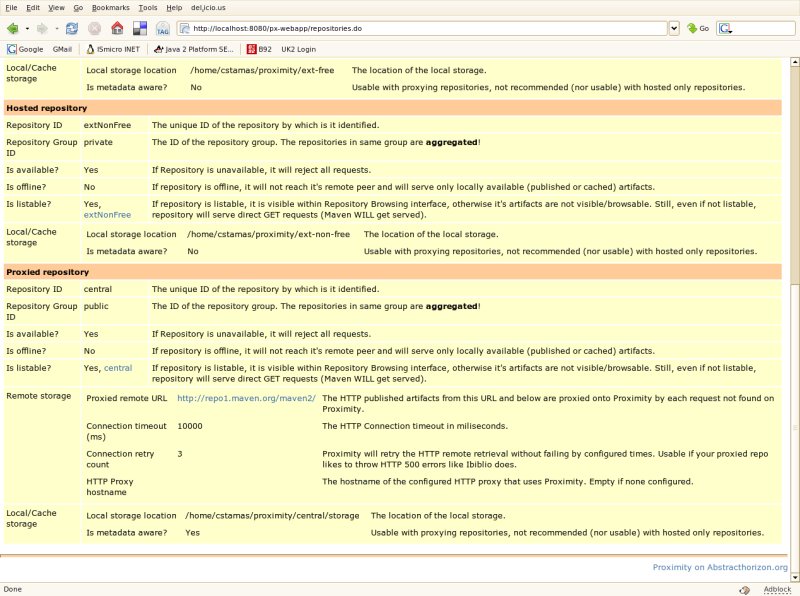 File Edit View Go Bookmarks Tools Help del.icio.us
http://localhost:8080/px-webapp/repositories.do Go
Google GMail ISmicro INET Java 2 Platform SE... B92 UK2 Login
Local/Cache
storage
Local storage location /home/cstamas/proximity/ext-free The location of the local storage.
Is metadata aware? No Usable with proxying repositories, not recommended (nor usable) with hosted only repositories.
Hosted repository
Repository ID extNonFree The unique ID of the repository by which is it identified.
Repository Group
ID
private The ID of the repository group. The repositories in same group are aggregated!
Is available? Yes If Repository is unavailable, it will reject all requests.
Is offline? No If repository is offline, it will not reach it's remote peer and will serve only locally available (published or cached) artifacts.
Is listable? Yes,
extNonFree
If repository is listable, it is visible within Repository Browsing interface, otherwise it's artifacts are not visible/browsable. Still, even if not listable,
repository will serve direct GET requests (Maven WILL get served).
Local/Cache
storage
Local storage location /home/cstamas/proximity/ext-non-free The location of the local storage.
Is metadata aware? No Usable with proxying repositories, not recommended (nor usable) with hosted only repositories.
Proxied repository
Repository ID central The unique ID of the repository by which is it identified.
Repository Group
ID
public The ID of the repository group. The repositories in same group are aggregated!
Is available? Yes If Repository is unavailable, it will reject all requests.
Is offline? No If repository is offline, it will not reach it's remote peer and will serve only locally available (published or cached) artifacts.
Is listable? Yes, central If repository is listable, it is visible within Repository Browsing interface, otherwise it's artifacts are not visible/browsable. Still, even if not listable,
repository will serve direct GET requests (Maven WILL get served).
Remote storage
Proxied remote URL http://repo1.maven.org/maven2/ The HTTP published artifacts from this URL and below are proxied onto Proximity by each request not found on
Proximity.
Connection timeout
(ms)
10000 The HTTP Connection timeout in miliseconds.
Connection retry
count
3 Proximity will retry the HTTP remote retrieval without failing by configured times. Usable if your proxied repo
likes to throw HTTP 500 errors like Ibiblio does.
HTTP Proxy
hostname
The hostname of the configured HTTP proxy that uses Proximity. Empty if none configured.
Local/Cache
storage
Local storage location /home/cstamas/proximity/central/storage The location of the local storage.
Is metadata aware? Yes Usable with proxying repositories, not recommended (nor usable) with hosted only repositories.
Proximity on Abstracthorizon.org
Done Adblock